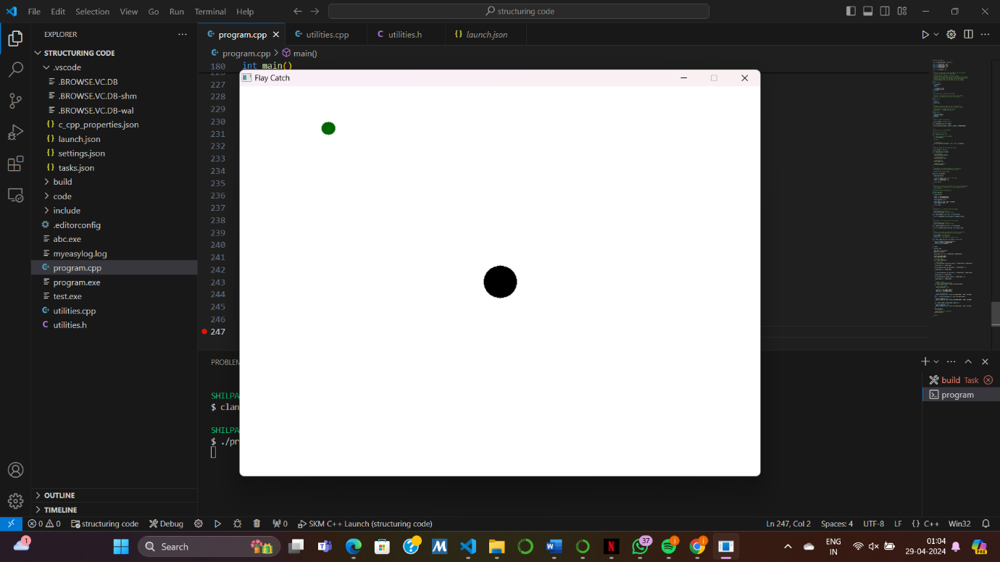 File Edit Selection View Go Run Terminal Help
structuring code
EXPLORER
program.cpp
utilities.cpp
utilities.h
launch.json
STRUCTURING CODE
program.cpp > main()
.vscode
180 int main()
.BROWSE.VC.DB
.BROWSE.VC.DB-shm
.BROWSE.VC.DB-wal
c_cpp_properties.json
launch.json
settings.json
tasks.json
build
code
include
.editorconfig
abc.exe
myeasylog.log
program.cpp
program.exe
test.exe
utilities.cpp
utilities.h
Flay Catch
227
228
229
230
231
232
233
234
235
236
237
238
239
240
241
242
243
244
245
246
247
PROBLEM
SHILPA
$ clan
SHILPA
$ ./pr
build Task
program
OUTLINE
TIMELINE
0 0 structuring code Debug 0 SKM C++ Launch (structuring code) Ln 247, Col 2 Spaces: 4 UTF-8 LF {} C++ Win32
1
Search
37
PRE
ENG
IN
01:04
29-04-2024